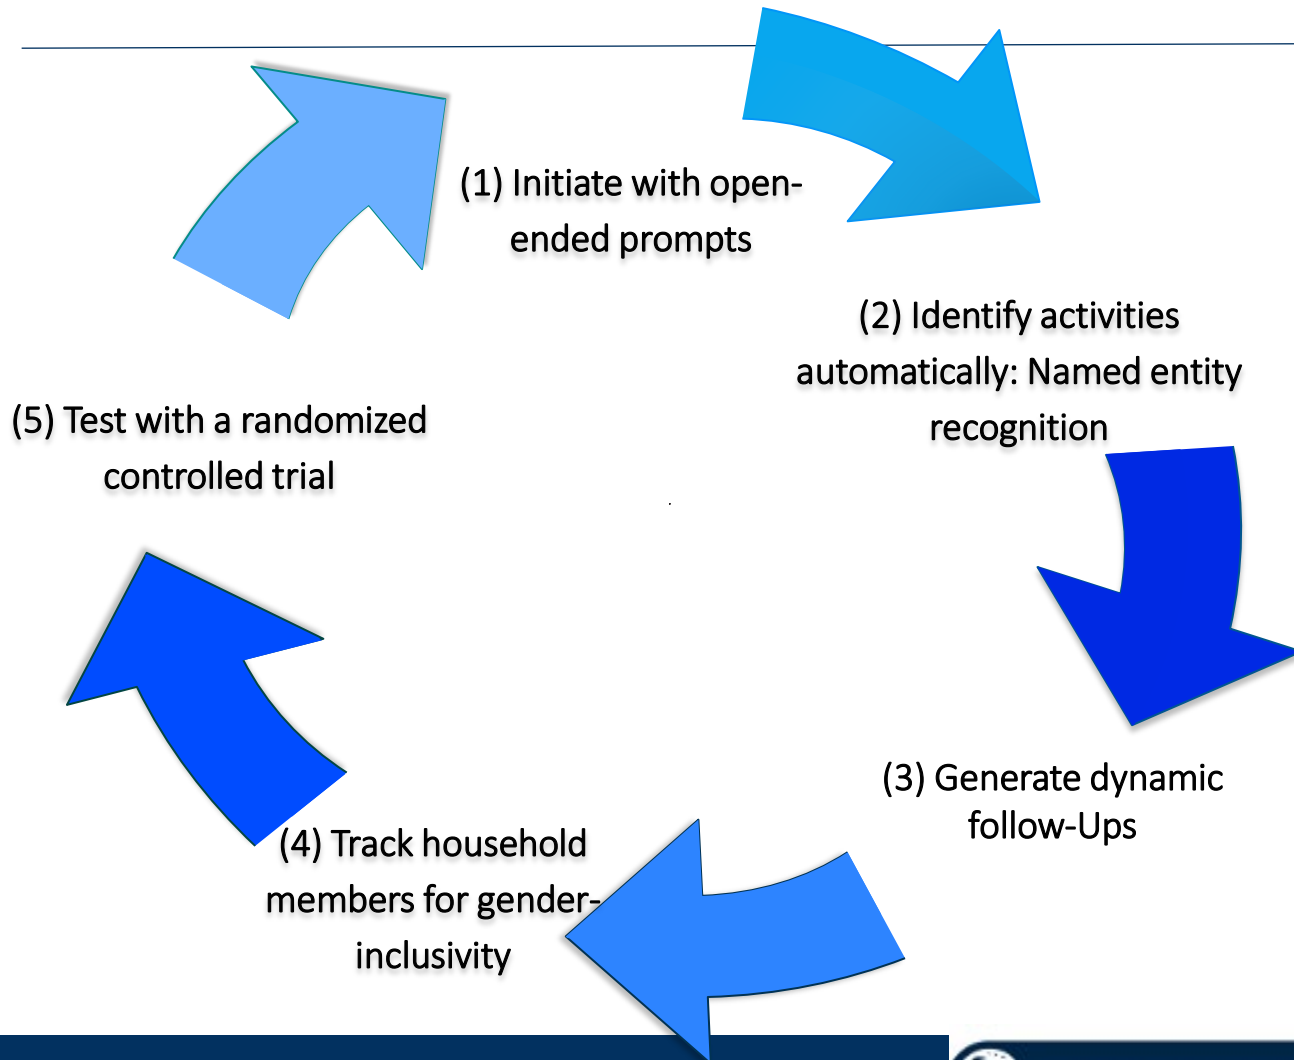 (1) Initiate with open-
ended prompts
(2) Identify activities
automatically: Named entity
recognition
(3) Generate dynamic
follow-Ups
(4) Track household
members for gender-
inclusivity
(5) Test with a randomized
controlled trial